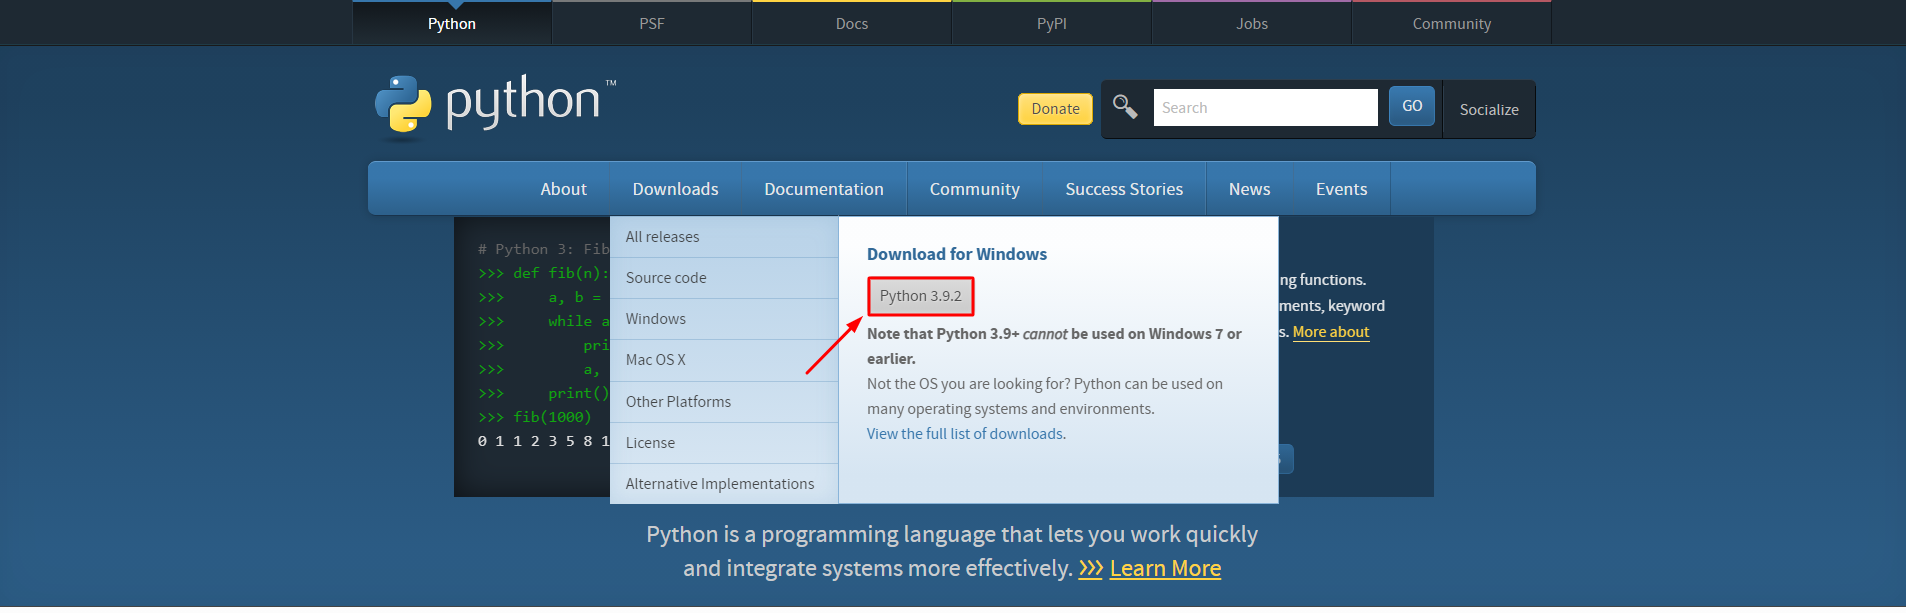 Python
PSF
Docs
PyPI
Jobs
Community
python™
Donate
Search
GO
Socialize
About
Downloads
Documentation
Community
Success Stories
News
Events
# Python 3: Fib
>>> def fib(n):
>>> a, b =
>>> while a
>>> pri
>>> a,
>>> print()
>>> fib(1000)
0 1 1 2 3 5 8 1
All releases
Source code
Windows
Mac OS X
Other Platforms
License
Alternative Implementations
Download for Windows
Python 3.9.2
Note that Python 3.9+ cannot be used on Windows 7 or
earlier.
Not the OS you are looking for? Python can be used on
many operating systems and environments.
View the full list of downloads.
ng functions.
ments, keyword
s. More about
Python is a programming language that lets you work quickly
and integrate systems more effectively. >>> Learn More